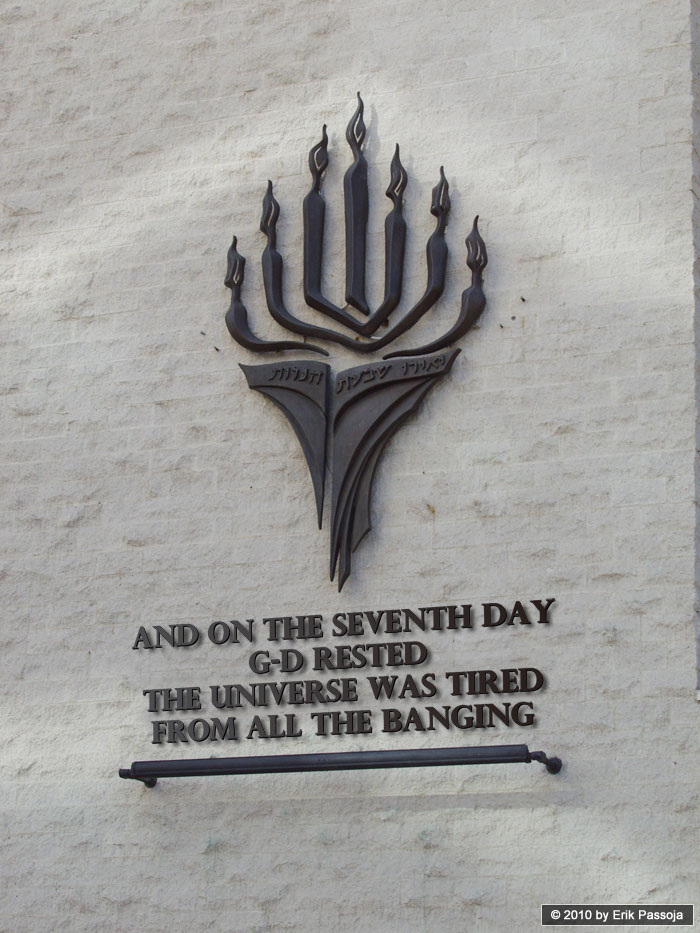 יאירו שבעת הנרות
AND ON THE SEVENTH DAY
G-D RESTED
THE UNIVERSE WAS TIRED
FROM ALL THE BANGING
© 2010 by Erik Passoja